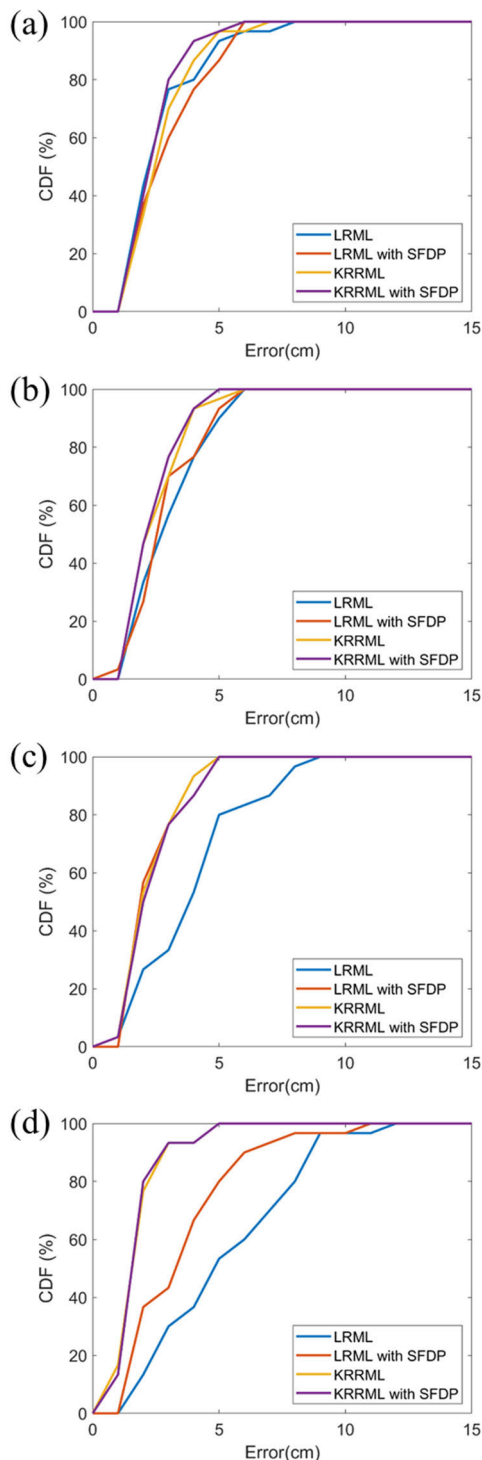 (a)
100
80
60
40
20
0
CDF (%)
LRML
LRML with SFDP
KRRML
KRRML with SFDP
0 5 10 15
Error(cm)
(b)
100
80
60
40
20
0
CDF (%)
LRML
LRML with SFDP
KRRML
KRRML with SFDP
0 5 10 15
Error(cm)
(c)
100
80
60
40
20
0
CDF (%)
LRML
LRML with SFDP
KRRML
KRRML with SFDP
0 5 10 15
Error(cm)
(d)
100
80
60
40
20
0
CDF (%)
LRML
LRML with SFDP
KRRML
KRRML with SFDP
0 5 10 15
Error(cm)